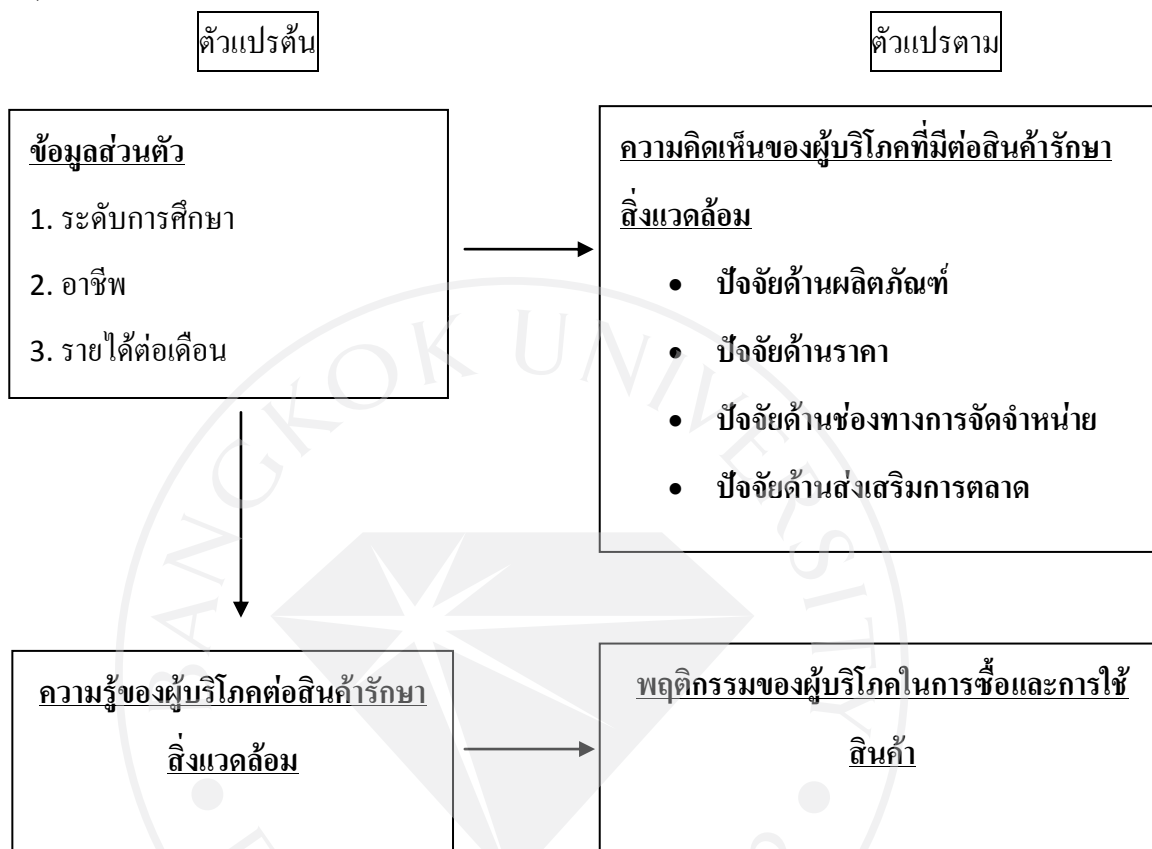 ตัวแปรต้น
ตัวแปรตาม
ข้อมูลส่วนตัว
1. ระดับการศึกษา
2. อาชีพ
3. รายได้ต่อเดือน
ความคิดเห็นของผู้บริโภคที่มีต่อสินค้ารักษา
สิ่งแวดล้อม
• ปัจจัยด้านผลิตภัณฑ์
• ปัจจัยด้านราคา
• ปัจจัยด้านช่องทางการจัดจำหน่าย
• ปัจจัยด้านส่งเสริมการตลาด
ความรู้ของผู้บริโภคต่อสินค้ารักษา
สิ่งแวดล้อม
พฤติกรรมของผู้บริโภคในการซื้อและการใช้
สินค้า
BANGKOK UNIVERSITY